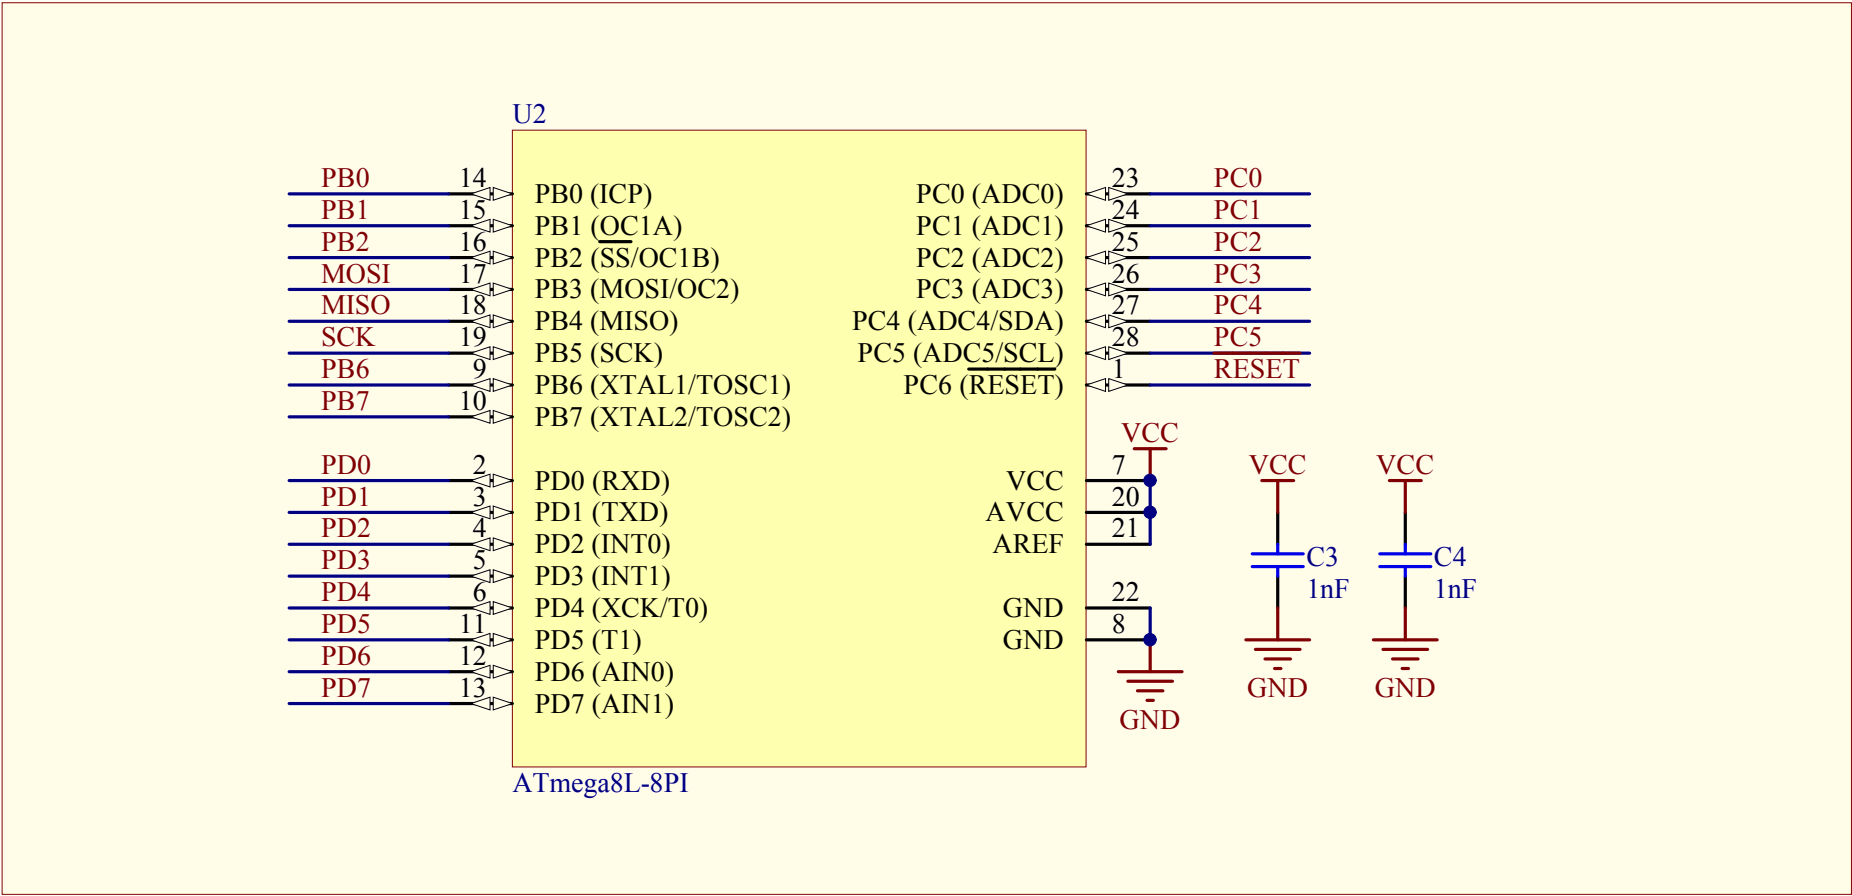 U2
PB0 14 PB0 (ICP) PC0 (ADC0) 23 PC0
PB1 15 PB1 (OC1A) PC1 (ADC1) 24 PC1
PB2 16 PB2 (SS/OC1B) PC2 (ADC2) 25 PC2
MOSI 17 PB3 (MOSI/OC2) PC3 (ADC3) 26 PC3
MISO 18 PB4 (MISO) PC4 (ADC4/SDA) 27 PC4
SCK 19 PB5 (SCK) PC5 (ADC5/SCL) 28 PC5
PB6 9 PB6 (XTAL1/TOSC1) PC6 (RESET) 1 RESET
PB7 10 PB7 (XTAL2/TOSC2)
VCC
PD0 2 PD0 (RXD) VCC 7 VCC VCC
PD1 3 PD1 (TXD) AVCC 20
PD2 4 PD2 (INT0) AREF 21
PD3 5 PD3 (INT1) C3 C4
1nF 1nF
PD4 6 PD4 (XCK/T0) GND 22
PD5 11 PD5 (T1) GND 8
PD6 12 PD6 (AIN0)
PD7 13 PD7 (AIN1) GND GND
GND
ATmega8L-8PI